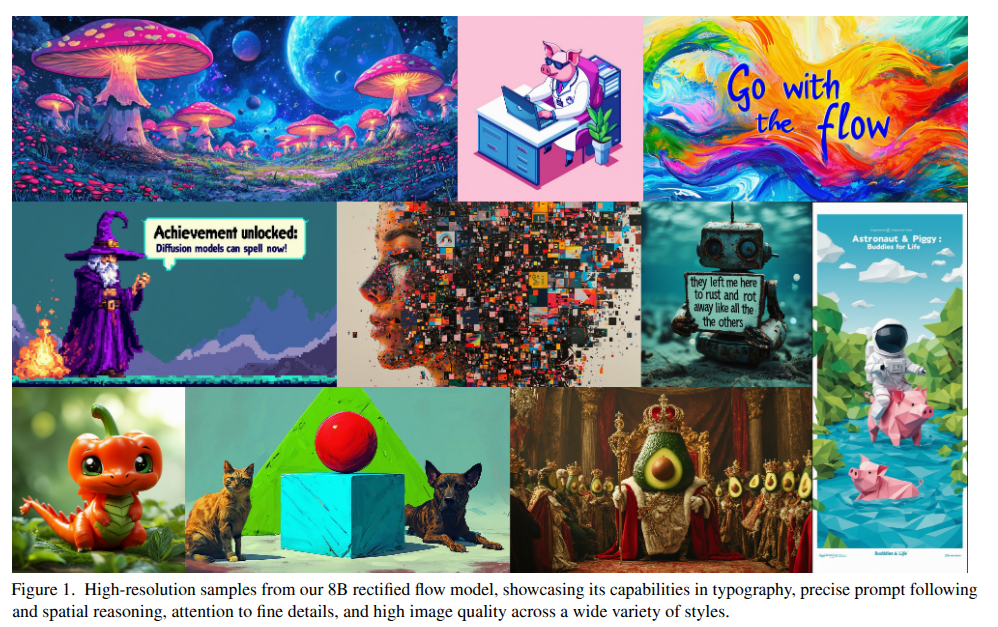 Go with
the flow
Achievement unlocked:
Diffusion models can spell now!
they left me here
to rust and rot
away like all the
the others
Astronaut & Piggy :
Buddies for Life
Buddies & Life
Figure 1. High-resolution samples from our 8B rectified flow model, showcasing its capabilities in typography, precise prompt following
and spatial reasoning, attention to fine details, and high image quality across a wide variety of styles.